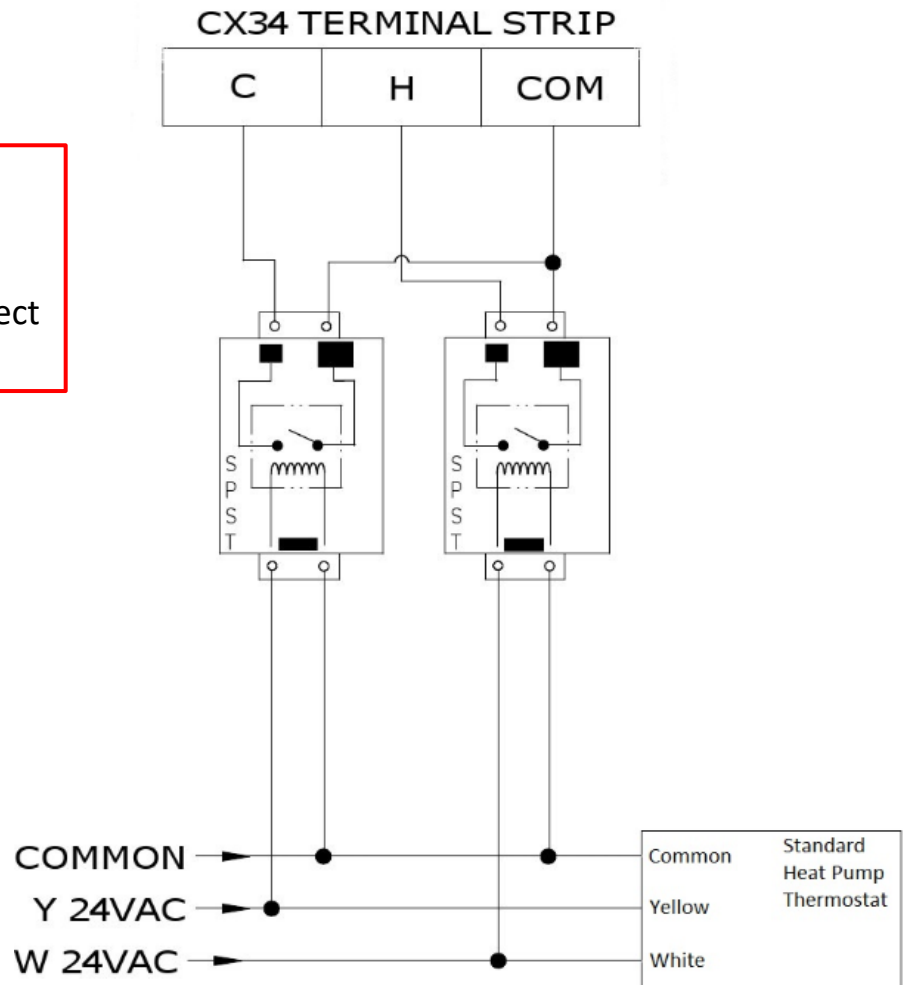 CX34 TERMINAL STRIP
C H COM
ect
S
P
S
T
S
P
S
T
COMMON
Y 24VAC
W 24VAC
Common
Yellow
White
Standard
Heat Pump
Thermostat